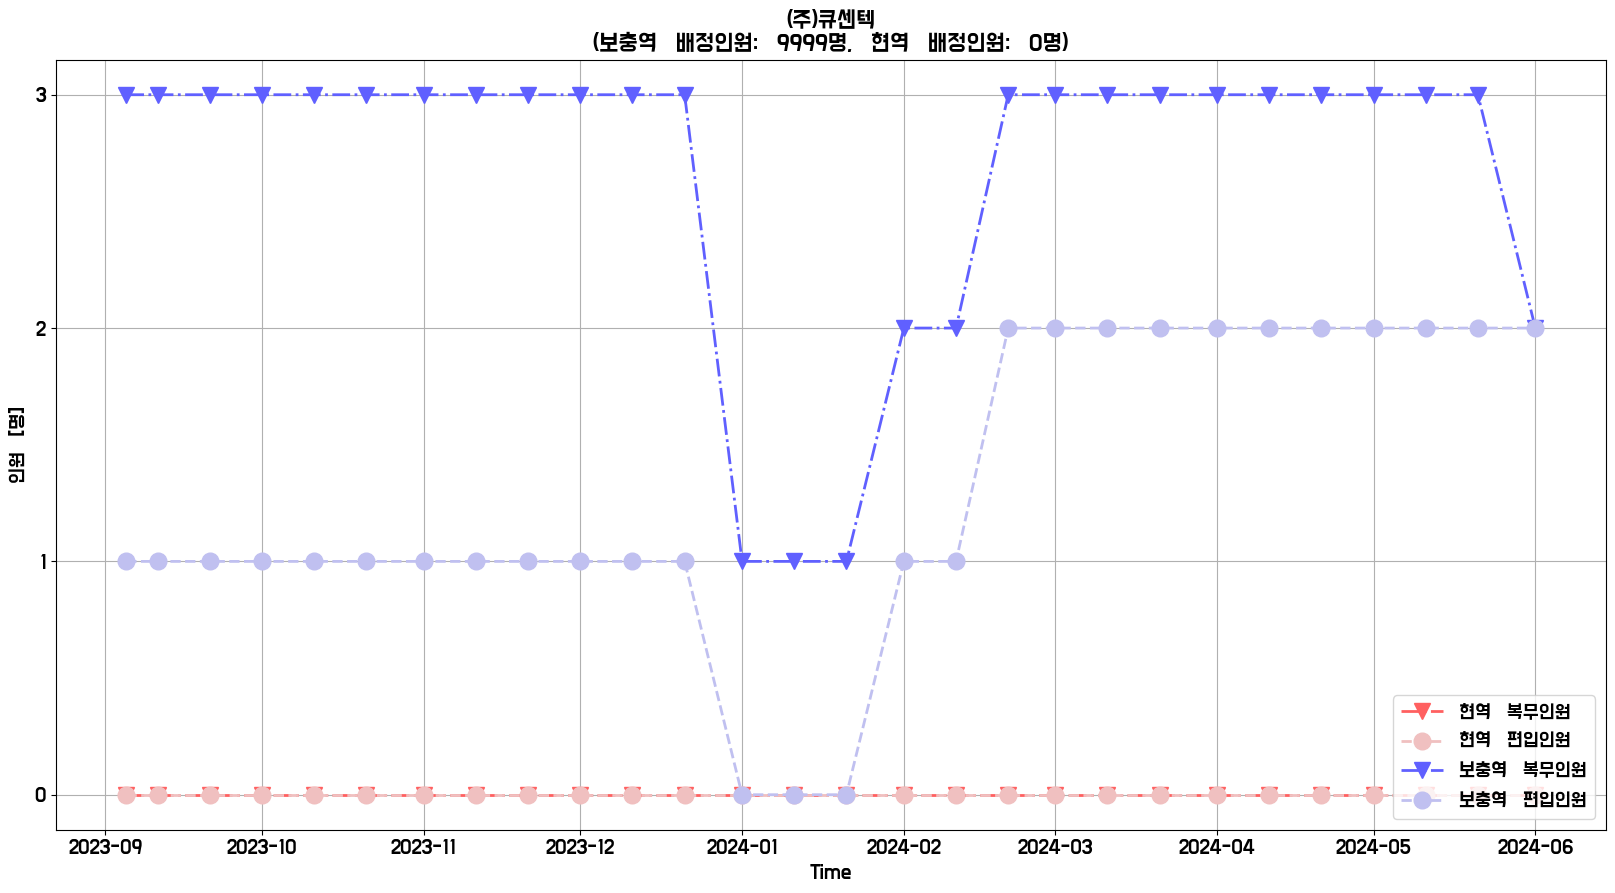 (주)큐센텍
(보충역 배정인원: 9999명, 현역 배정인원: 0명)
3
2
1
0
인원 [명]
2023-09 2023-10 2023-11 2023-12 2024-01 2024-02 2024-03 2024-04 2024-05 2024-06
Time
현역 복무인원
현역 편입인원
보충역 복무인원
보충역 편입인원